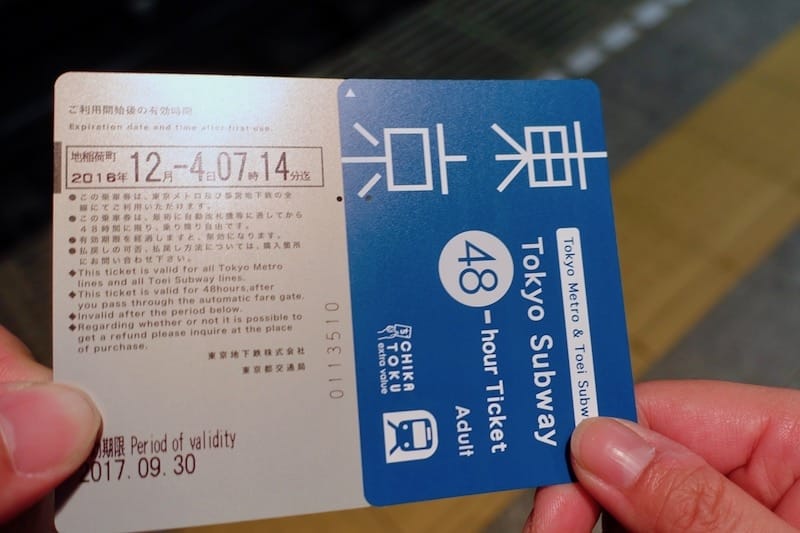 ご利用開始後の有効時間
Expiration date and time after first use.
地稲荷町
2016年 12月-4日07時14分迄
●この乗車券は、東京メトロ及び都営地下鉄の全
線にてご利用いただけます。
●この乗車券は、最初に自動改札機等に通してから
48時間に限り、乗り降り自由です。
●有効期限を経過しますと、無効になります。
●払戻しの可否、払戻し方法については、購入箇所
にお問い合わせ下さい。
◆This ticket is valid for all Tokyo Metro
lines and all Toei Subway lines.
◆This ticket is valid for 48hours,after
you pass through the automatic fare gate.
◆Invalid after the period below.
◆Regarding whether or not it is possible to
get a refund please inquire at the place
of purchase.
東京地下鉄株式会社
東京都交通局
期限 Period of validity
2017.09.30
0113510
東京
Tokyo Metro & Toei Subw
Tokyo Subway
48-hour Ticket
Adult
CHIKA
TOKU
extra value